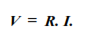 V = R. I.